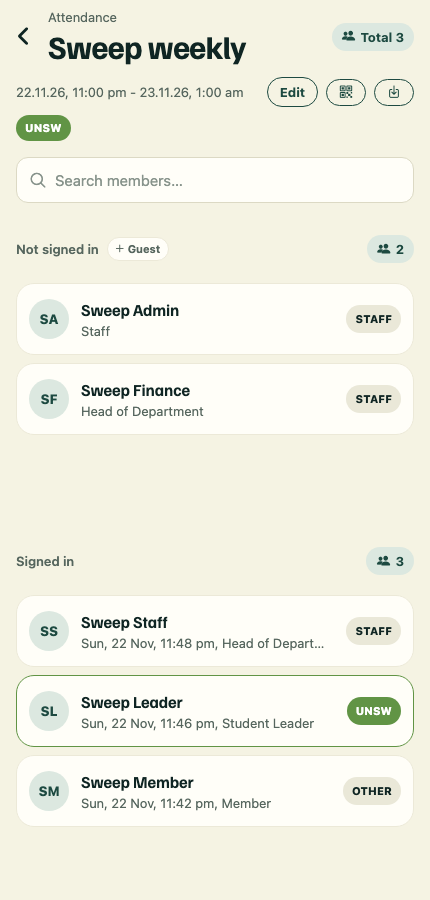 Attendance
Sweep weekly
Total 3
22.11.26, 11:00 pm - 23.11.26, 1:00 am
Edit
UNSW
Search members...
Not signed in
+ Guest
2
SA
Sweep Admin
Staff
STAFF
SF
Sweep Finance
Head of Department
STAFF
Signed in
3
SS
Sweep Staff
Sun, 22 Nov, 11:48 pm, Head of Depart...
STAFF
SL
Sweep Leader
Sun, 22 Nov, 11:46 pm, Student Leader
UNSW
SM
Sweep Member
Sun, 22 Nov, 11:42 pm, Member
OTHER